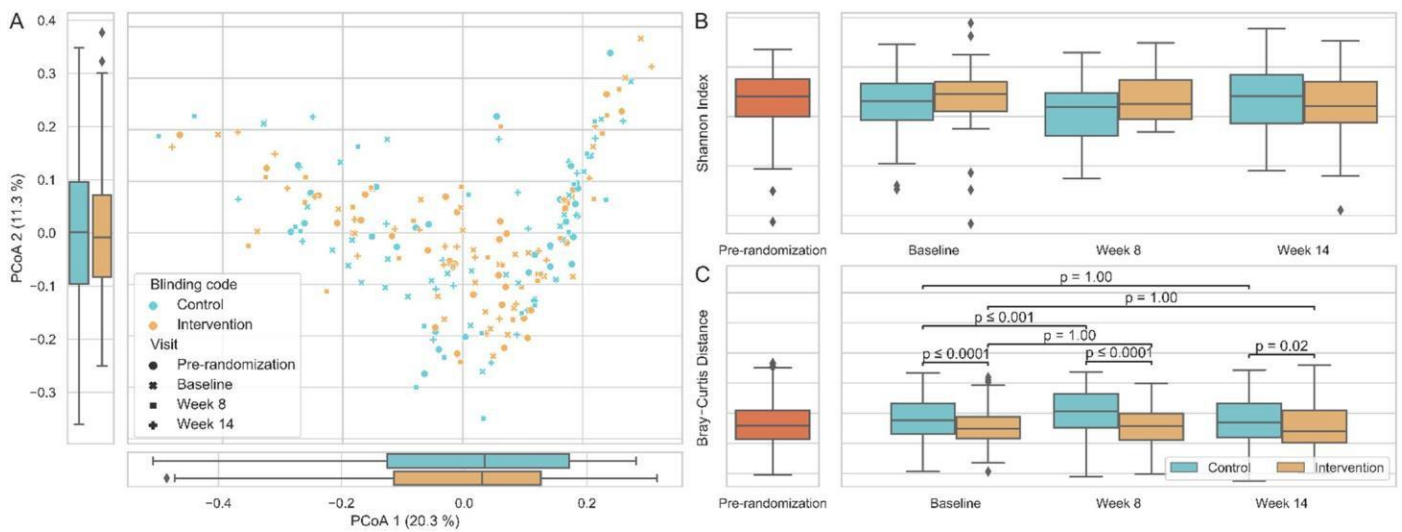 A
0.4
0.3
0.2
0.1
0.0
−0.1
−0.2
−0.3
PCoA 2 (11.3 %)
Blinding code
Control
Intervention
Visit
Pre-randomization
Baseline
Week 8
Week 14
−0.4
−0.2
0.0
0.2
PCoA 1 (20.3 %)
B
Shannon Index
Pre-randomization
Baseline
Week 8
Week 14
C
Bray−Curtis Distance
p = 1.00
p = 1.00
p ≤ 0.001
p = 1.00
p ≤ 0.0001
p ≤ 0.0001
p = 0.02
Control
Intervention
Pre-randomization
Baseline
Week 8
Week 14